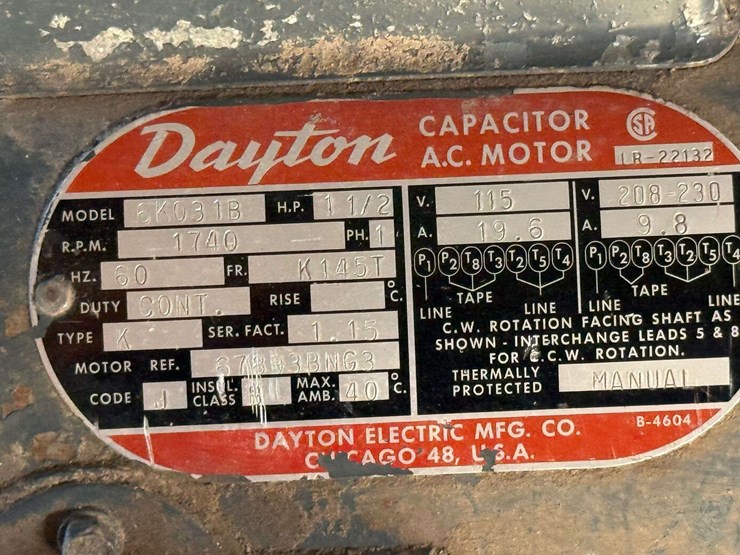 Dayton
CAPACITOR
A.C. MOTOR
SA
LR-22132
MODEL 6K031B H.P. 1 1/2
R.P.M. 1740 PH. 1
HZ. 60 FR. K145T
DUTY CONT. RISE °C.
TYPE K SER. FACT. 1.15
MOTOR REF.
CODE J INSUL. CLASS B MAX. AMB. 40 °C.
V. 115
A. 19.6
P1 P2 T8 T3 T2 T5 T4
TAPE
LINE LINE
V. 208-230
A. 9.8
P1 P2 T8 T3 T2 T5 T4
TAPE
LINE LINE
C.W. ROTATION FACING SHAFT AS
SHOWN - INTERCHANGE LEADS 5 & 8
FOR C.C.W. ROTATION.
THERMALLY
PROTECTED MANUAL
DAYTON ELECTRIC MFG. CO.
CHICAGO 48, U.S.A.
B-4604